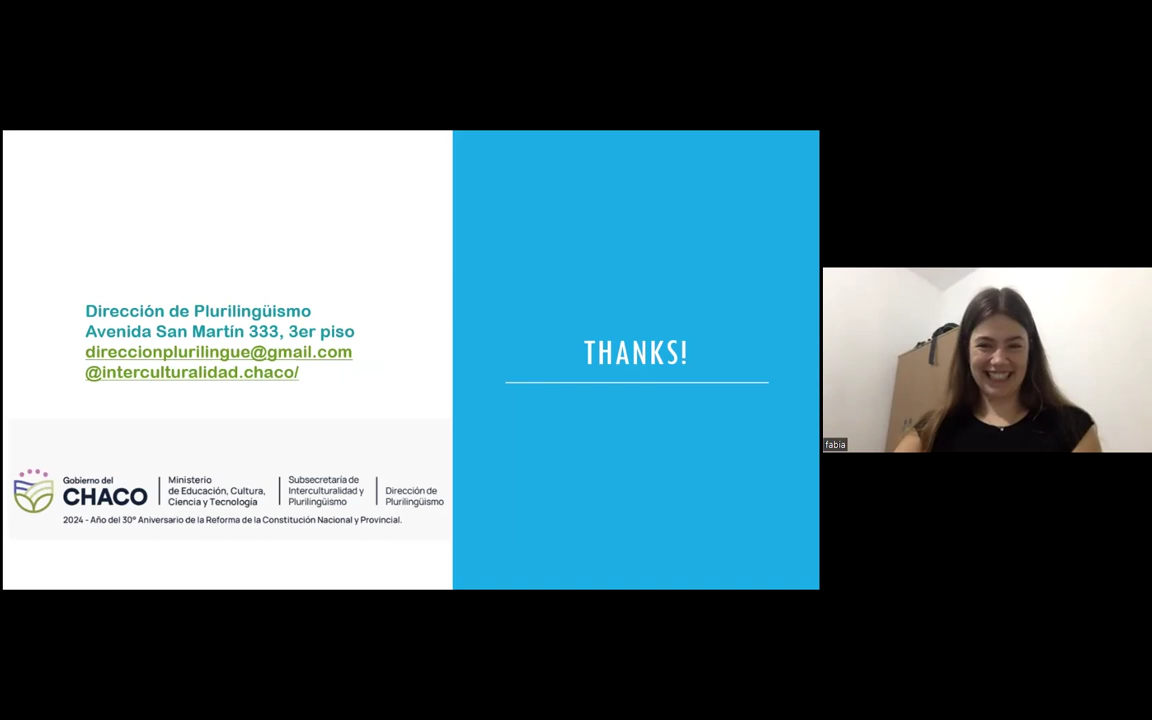 Dirección de Plurilingüismo
Avenida San Martín 333, 3er piso
direccionplurilingue@gmail.com
@interculturalidad.chaco/
Gobierno del
CHACO
Ministerio
de Educación, Cultura,
Ciencia y Tecnología
Subsecretaría de
Interculturalidad y
Plurilingüismo
Dirección de
Plurilingüismo
2024 - Año del 30° Aniversario de la Reforma de la Constitución Nacional y Provincial.
THANKS!
fabia